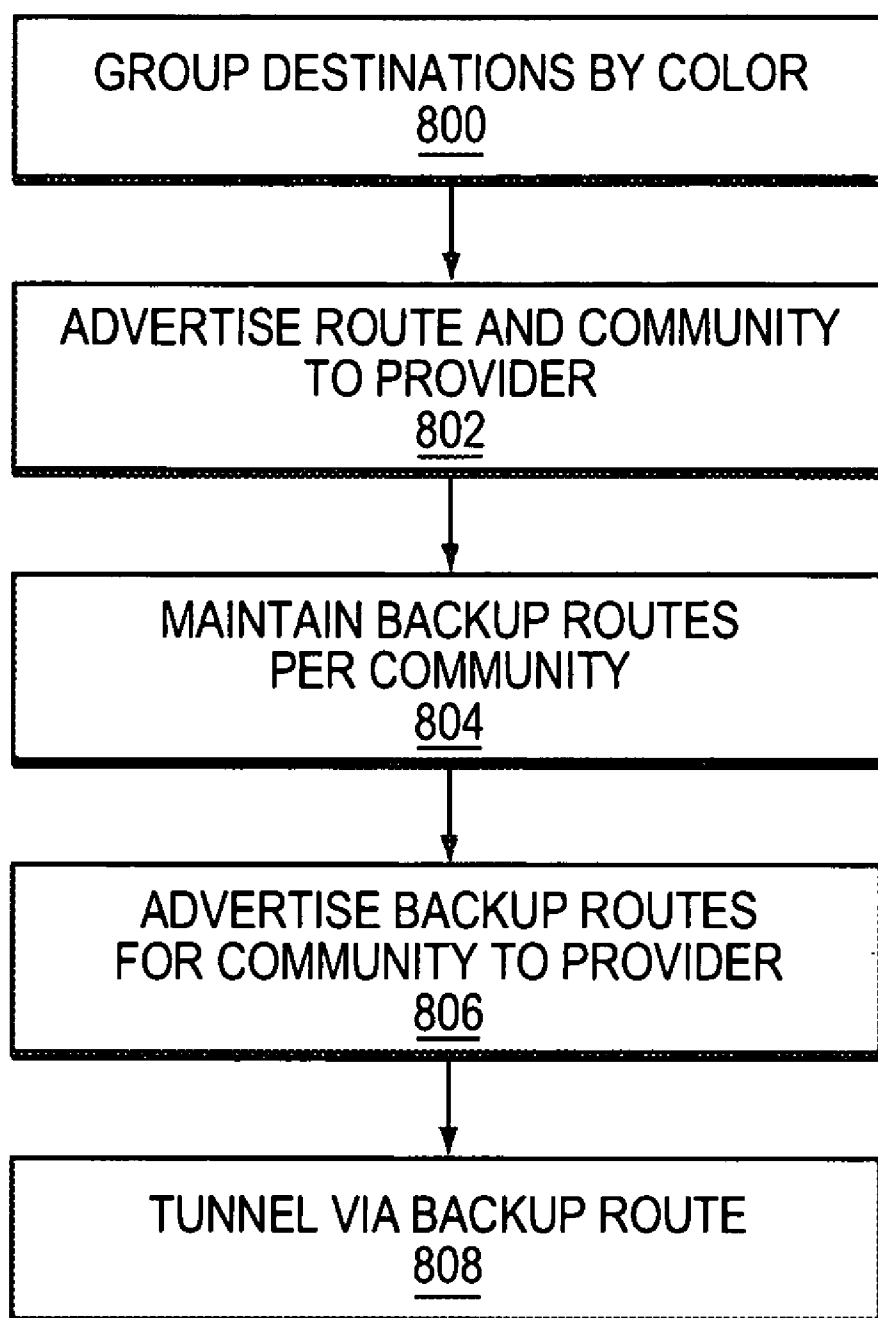 GROUP DESTINATIONS BY COLOR
800
ADVERTISE ROUTE AND COMMUNITY
TO PROVIDER
802
MAINTAIN BACKUP ROUTES
PER COMMUNITY
804
ADVERTISE BACKUP ROUTES
FOR COMMUNITY TO PROVIDER
806
TUNNEL VIA BACKUP ROUTE
808